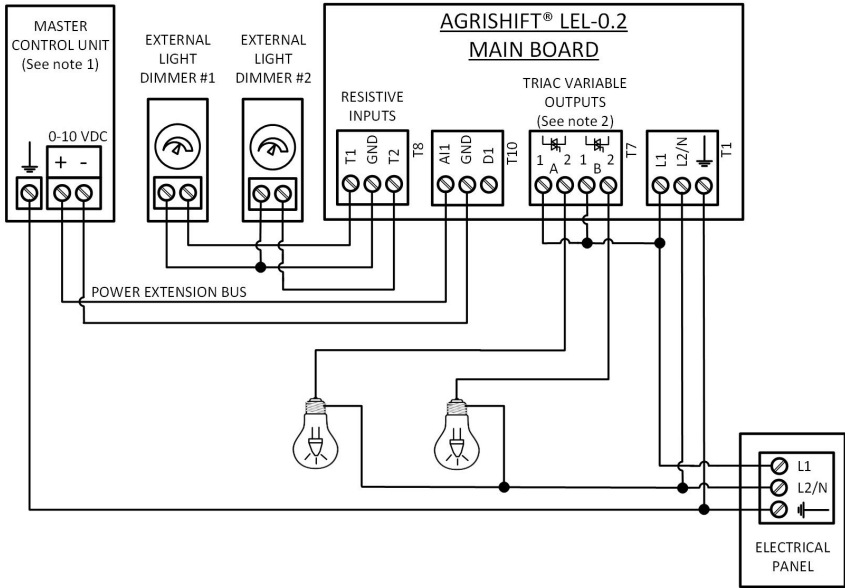 MASTER
CONTROL UNIT
(See note 1)
0-10 VDC
+ -
EXTERNAL
LIGHT
DIMMER #1
EXTERNAL
LIGHT
DIMMER #2
AGRISHIFT® LEL-0.2
MAIN BOARD
RESISTIVE
INPUTS
T1 GND T2
T8
AI1 GND D1
T10
TRIAC VARIABLE
OUTPUTS
(See note 2)
1 2 1 2
A B
T7
L1 L2/N
T1
POWER EXTENSION BUS
L1
L2/N
ELECTRICAL
PANEL